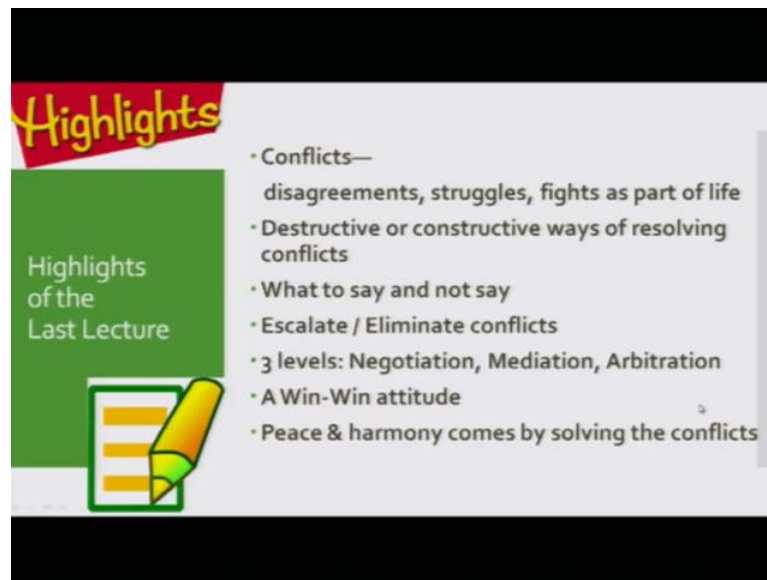 Highlights
Highlights
of the
Last Lecture
• Conflicts—
disagreements, struggles, fights as part of life
• Destructive or constructive ways of resolving
conflicts
• What to say and not say
• Escalate / Eliminate conflicts
• 3 levels: Negotiation, Mediation, Arbitration
• A Win-Win attitude
• Peace & harmony comes by solving the conflicts